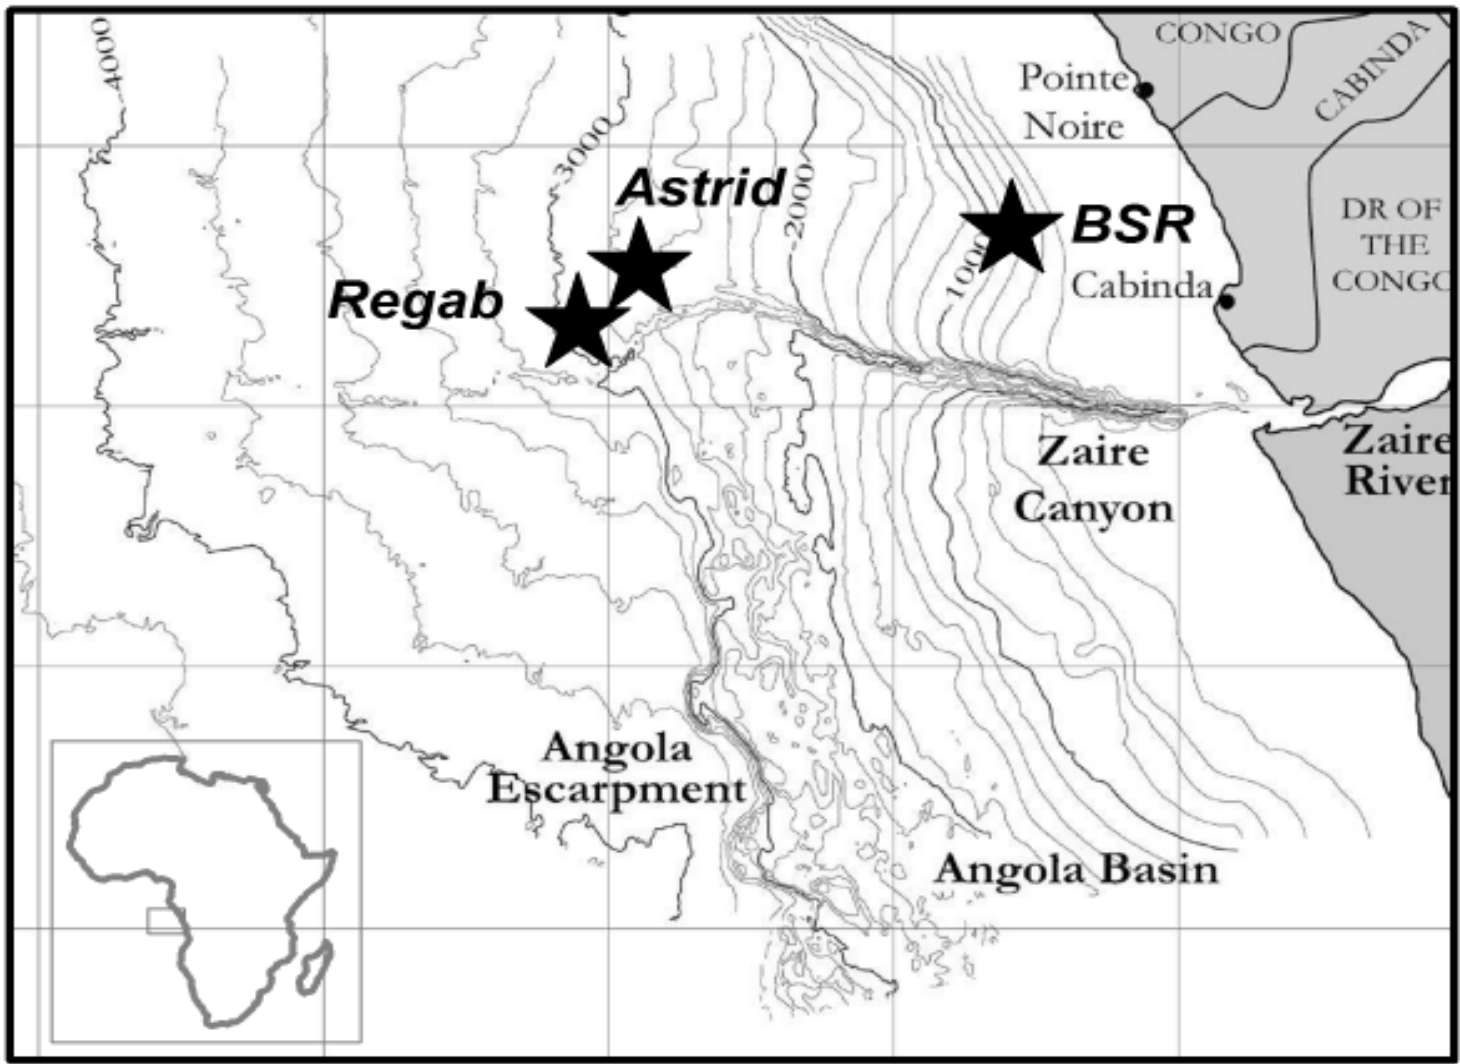 4000
3000
2000
1000
CONGO
CABINDA
Pointe
Noire
Astrid
BSR
DR OF
THE
CONGO
Regab
Cabinda
Zaire
Canyon
Zaire
River
Angola
Escarpment
Angola Basin